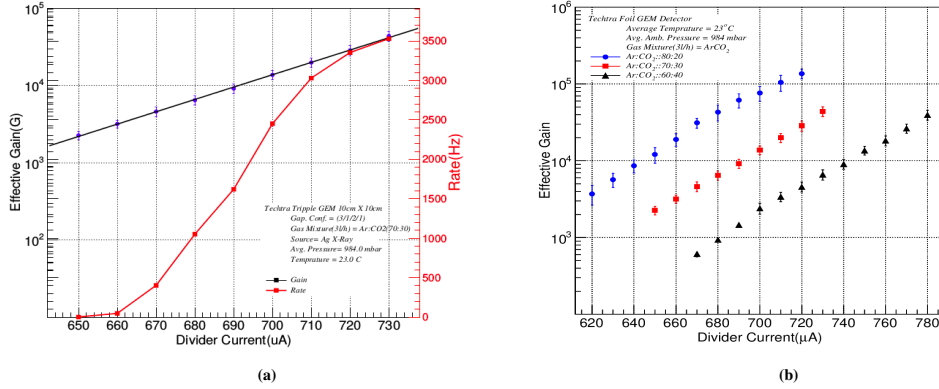 10^5
10^4
10^3
10^2
Effective Gain(G)
3500
3000
2500
2000
1500
1000
500
0
Rate(Hz)
Techtra Tripple GEM 10cm X 10cm
Gap. Conf. = (3/1/2/1)
Gas Mixture(3l/h) = Ar:CO2(70:30)
Source= Ag X-Ray
Avg. Pressure= 984.0 mbar
Temprature = 23.0 C
Gain
Rate
650 660 670 680 690 700 710 720 730
Divider Current(uA)
(a)
10^6
10^5
10^4
10^3
Effective Gain
Techtra Foil GEM Detector
Average Temprature = 23°C
Avg. Amb. Pressure = 984 mbar
Gas Mixture(3l/h) = ArCO₂
Ar:CO₂::80:20
Ar:CO₂::70:30
Ar:CO₂::60:40
620 640 660 680 700 720 740 760 780
Divider Current(μA)
(b)